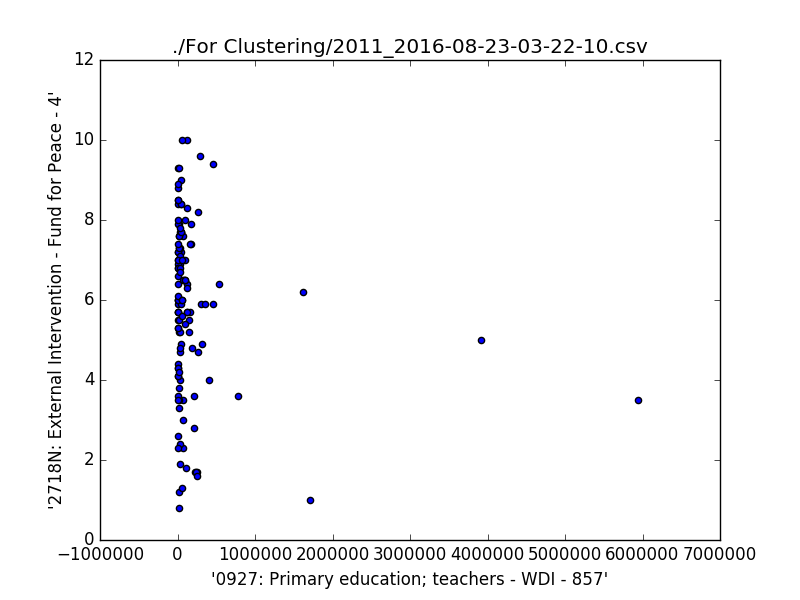 ./For Clustering/2011_2016-08-23-03-22-10.csv
12
10
8
6
4
2
0
'2718N: External Intervention - Fund for Peace - 4'
−1000000 0 1000000 2000000 3000000 4000000 5000000 6000000 7000000
'0927: Primary education; teachers - WDI - 857'